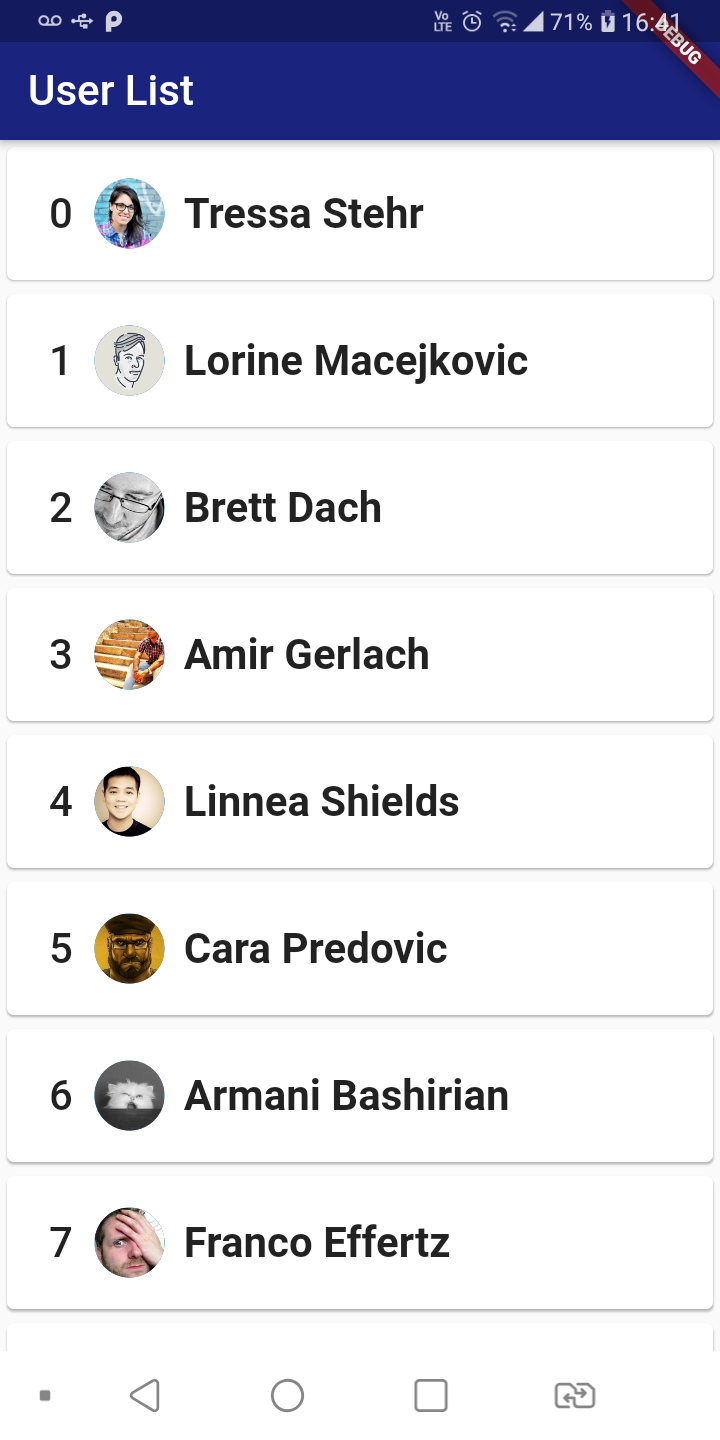 Vo LTE 71% 16:41
DEBUG
User List
0 Tressa Stehr
1 Lorine Macejkovic
2 Brett Dach
3 Amir Gerlach
4 Linnea Shields
5 Cara Predovic
6 Armani Bashirian
7 Franco Effertz